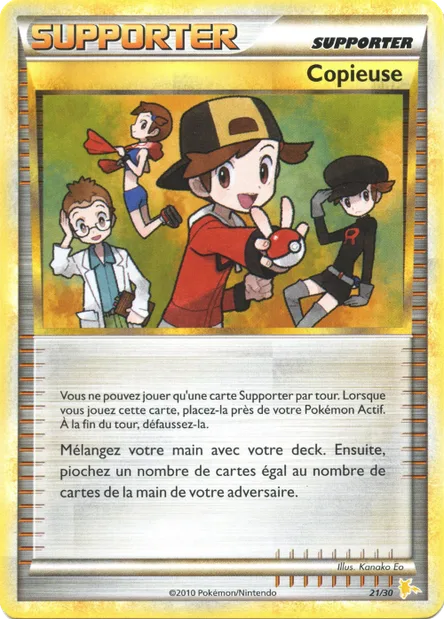 SUPPORTER
SUPPORTER
Copieuse
R
Vous ne pouvez jouer qu'une carte Supporter par tour. Lorsque
vous jouez cette carte, placez-la près de votre Pokémon Actif.
À la fin du tour, défaussez-la.
Mélangez votre main avec votre deck. Ensuite,
piochez un nombre de cartes égal au nombre de
cartes de la main de votre adversaire.
Illus. Kanako Eo
©2010 Pokémon/Nintendo
21/30